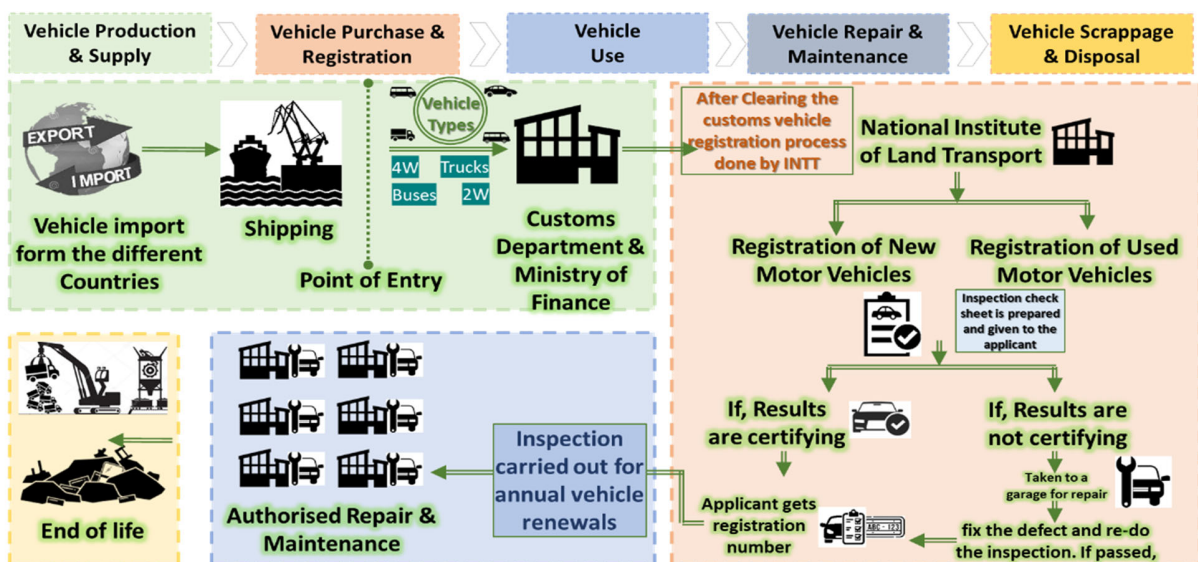 Vehicle Production
& Supply
Vehicle Purchase &
Registration
Vehicle
Use
Vehicle Repair &
Maintenance
Vehicle Scrappage
& Disposal
EXPORT
IMPORT
Vehicle import
form the different
Countries
Shipping
Point of Entry
Vehicle
Types
4W
Trucks
Buses
2W
Customs
Department &
Ministry of
Finance
After Clearing the
customs vehicle
registration process
done by INTT
National Institute
of Land Transport
Registration of New
Motor Vehicles
Registration of Used
Motor Vehicles
Inspection check
sheet is prepared
and given to the
applicant
If, Results
are certifying
If, Results are
not certifying
Taken to a
garage for repair
fix the defect and re-do
the inspection. If passed,
Applicant gets
registration
number
ABC - 123
Inspection
carried out for
annual vehicle
renewals
Authorised Repair &
Maintenance
End of life